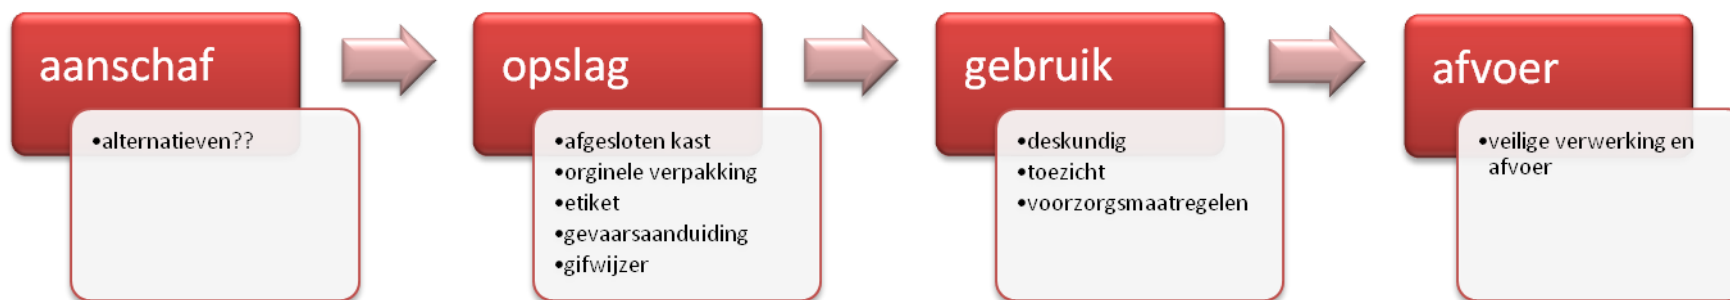 aanschaf
•alternatieven??
opslag
•afgesloten kast
•orginele verpakking
•etiket
•gevaarsaanduiding
•gifwijzer
gebruik
•deskundig
•toezicht
•voorzorgsmaatregelen
afvoer
•veilige verwerking en
afvoer